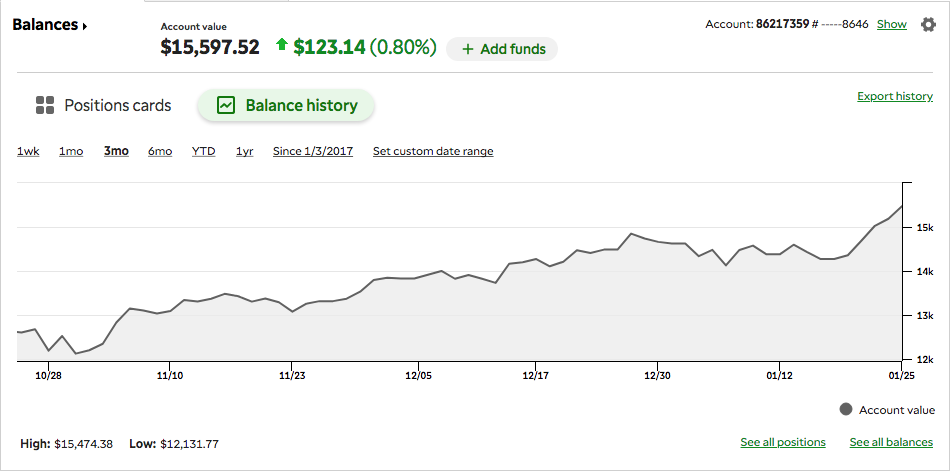 Balances
Account value
$15,597.52 $123.14 (0.80%) + Add funds
Account: 86217359 # -----8646 Show
Positions cards Balance history
Export history
1wk 1mo 3mo 6mo YTD 1yr Since 1/3/2017 Set custom date range
15k
14k
13k
12k
10/28 11/10 11/23 12/05 12/17 12/30 01/12 01/25
Account value
High: $15,474.38 Low: $12,131.77
See all positions See all balances